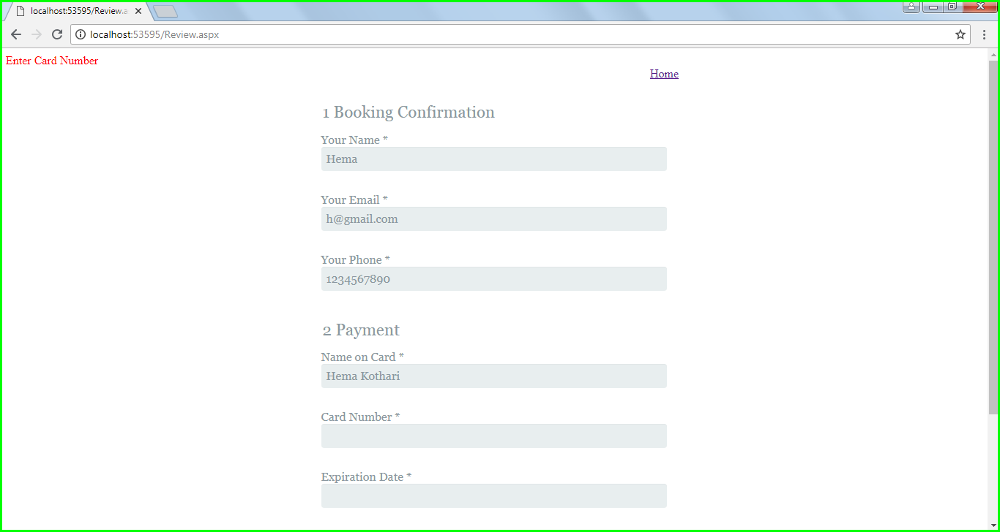 localhost:53595/Review.a
localhost:53595/Review.aspx
Enter Card Number
Home
1 Booking Confirmation
Your Name *
Hema
Your Email *
h@gmail.com
Your Phone *
1234567890
2 Payment
Name on Card *
Hema Kothari
Card Number *
Expiration Date *